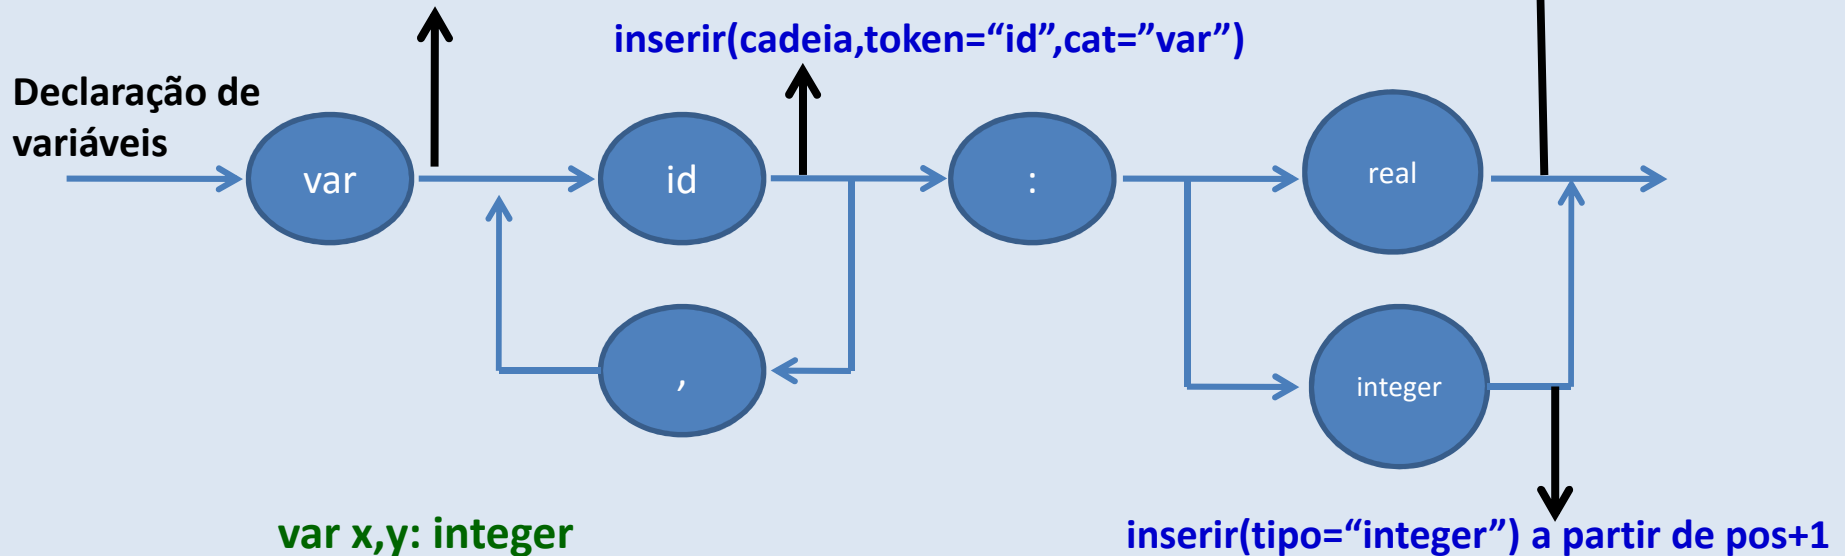 inserir(cadeia,token=“id”,cat=”var”)
Declaração de
variáveis
var
id
:
real
,
integer
var x,y: integer
inserir(tipo=“integer”) a partir de pos+1